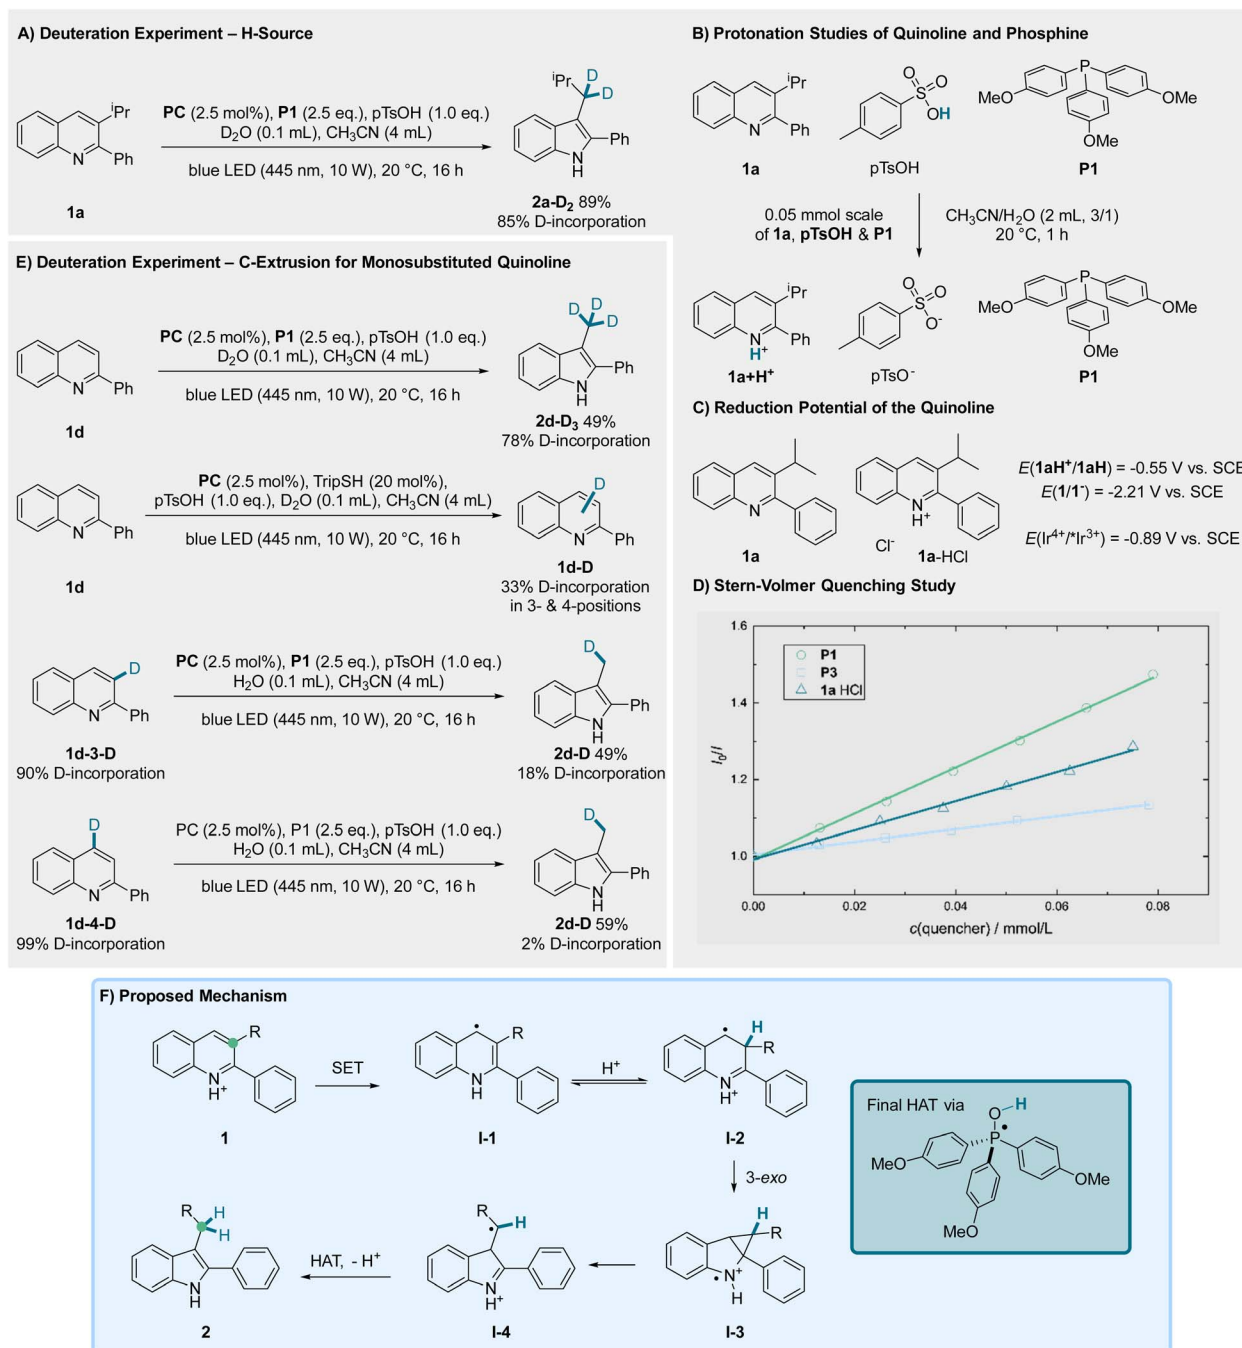 A) Deuteration Experiment – H-Source
iPr
N
Ph
1a
PC (2.5 mol%), P1 (2.5 eq.), pTsOH (1.0 eq.)
D2O (0.1 mL), CH3CN (4 mL)
blue LED (445 nm, 10 W), 20 °C, 16 h
iPr
D
D
Ph
N
H
2a-D2 89%
85% D-incorporation
B) Protonation Studies of Quinoline and Phosphine
iPr
N
Ph
1a
O
S
O
OH
pTsOH
P
MeO
OMe
OMe
P1
0.05 mmol scale
of 1a, pTsOH & P1
CH3CN/H2O (2 mL, 3/1)
20 °C, 1 h
iPr
N
H+
Ph
1a+H+
O
S
O
O-
pTsO-
P
MeO
OMe
OMe
P1
C) Reduction Potential of the Quinoline
N
1a
N
H+
Cl-
1a-HCl
E(1aH+/1aH) = -0.55 V vs. SCE
E(1/1-) = -2.21 V vs. SCE
E(Ir4+/*Ir3+) = -0.89 V vs. SCE
D) Stern-Volmer Quenching Study
P1
P3
1a HCl
I0/I
1.6
1.4
1.2
1.0
0.00
0.02
0.04
0.06
0.08
c(quencher) / mmol/L
E) Deuteration Experiment – C-Extrusion for Monosubstituted Quinoline
N
Ph
1d
PC (2.5 mol%), P1 (2.5 eq.), pTsOH (1.0 eq.)
D2O (0.1 mL), CH3CN (4 mL)
blue LED (445 nm, 10 W), 20 °C, 16 h
D
D
D
Ph
N
H
2d-D3 49%
78% D-incorporation
N
Ph
1d
PC (2.5 mol%), TripSH (20 mol%),
pTsOH (1.0 eq.), D2O (0.1 mL), CH3CN (4 mL)
blue LED (445 nm, 10 W), 20 °C, 16 h
D
N
Ph
1d-D
33% D-incorporation
in 3- & 4-positions
D
N
Ph
1d-3-D
90% D-incorporation
PC (2.5 mol%), P1 (2.5 eq.), pTsOH (1.0 eq.)
H2O (0.1 mL), CH3CN (4 mL)
blue LED (445 nm, 10 W), 20 °C, 16 h
D
Ph
N
H
2d-D 49%
18% D-incorporation
D
N
Ph
1d-4-D
99% D-incorporation
PC (2.5 mol%), P1 (2.5 eq.), pTsOH (1.0 eq.)
H2O (0.1 mL), CH3CN (4 mL)
blue LED (445 nm, 10 W), 20 °C, 16 h
D
Ph
N
H
2d-D 59%
2% D-incorporation
F) Proposed Mechanism
R
N
H+
1
SET
R
N
H
I-1
H+
H
R
N
H+
I-2
3-exo
H
R
N+
H
I-3
R
H
N
H+
I-4
HAT, - H+
R
H
H
N
H
2
Final HAT via
O-H
P
MeO
OMe
MeO